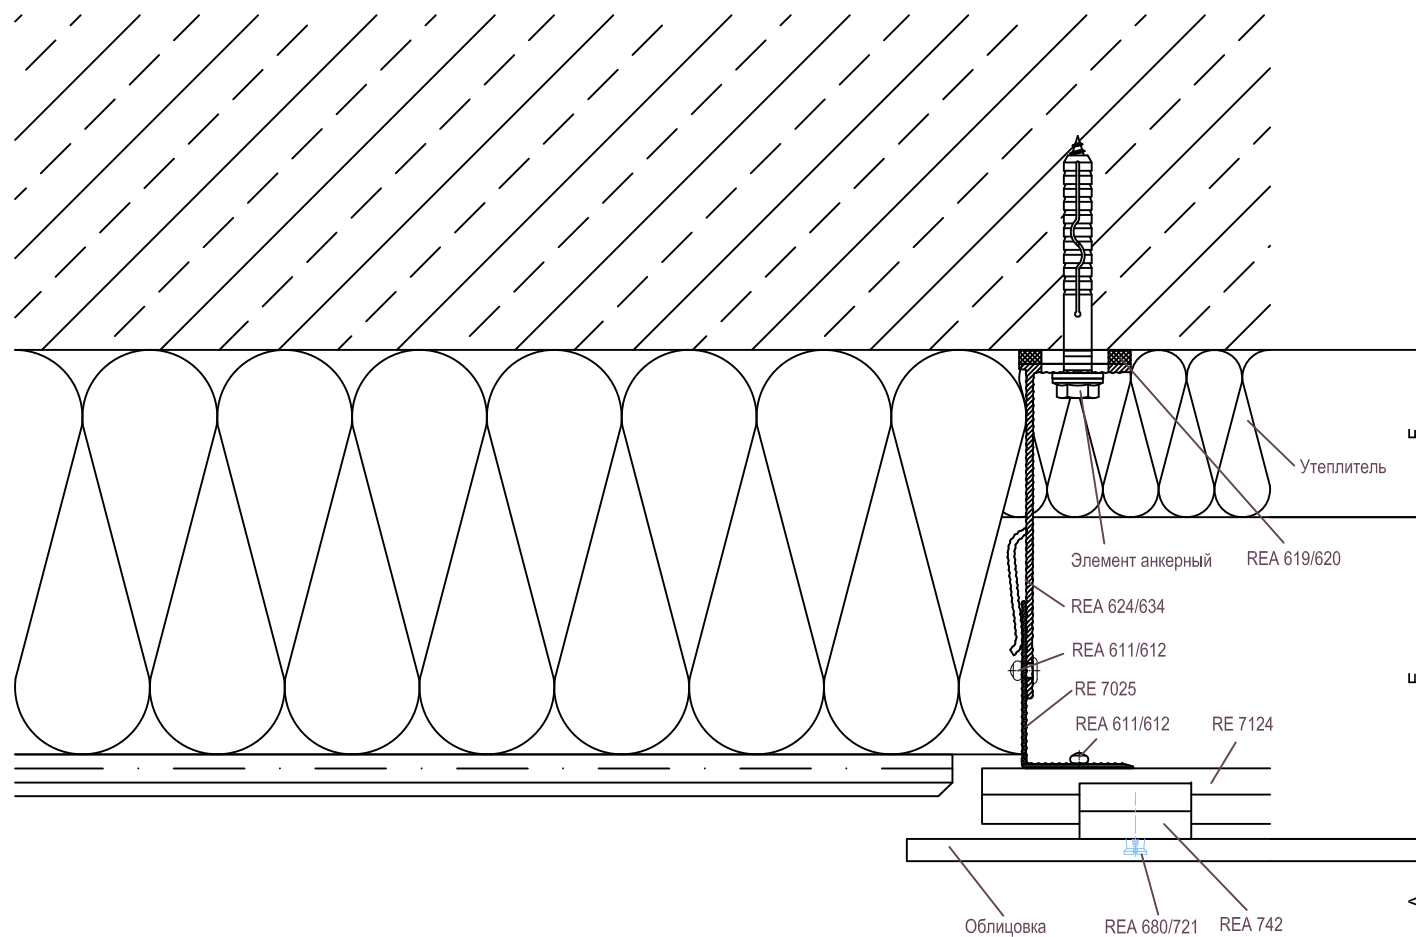 Утеплитель
Элемент анкерный
REA 619/620
REA 624/634
REA 611/612
RE 7025
REA 611/612
RE 7124
Облицовка
REA 680/721
REA 742